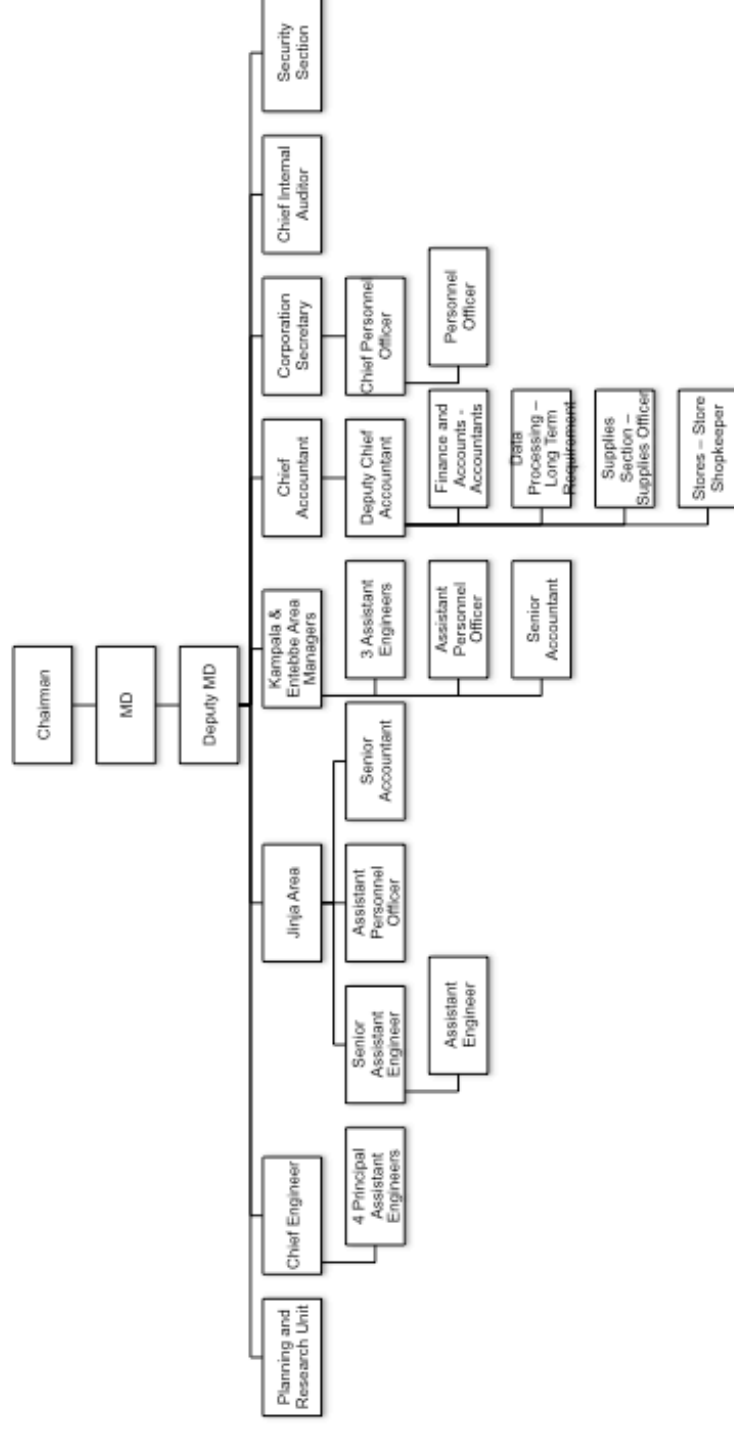 Chairman
MD
Deputy MD
Planning and
Research Unit
Chief Engineer
4 Principal
Assistant
Engineers
Jinja Area
Senior
Assistant
Engineer
Assistant
Engineer
Assistant
Personnel
Officer
Senior
Accountant
Kampala &
Entebbe Area
Managers
3 Assistant
Engineers
Assistant
Personnel
Officer
Senior
Accountant
Chief
Accountant
Deputy Chief
Accountant
Finance and
Accounts -
Accountants
Data
Processing –
Long Term
Requirement
Supplies
Section –
Supplies Officer
Stores – Store
Shopkeeper
Corporation
Secretary
Chief Personnel
Officer
Personnel
Officer
Chief Internal
Auditor
Security
Section